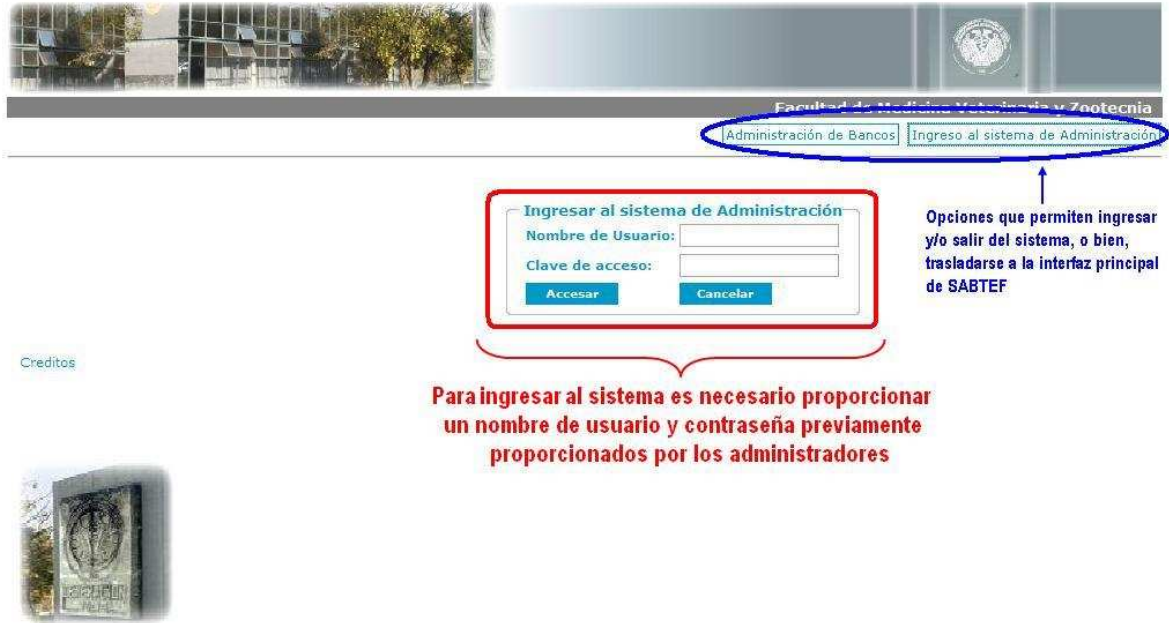 Facultad de Medicina Veterinaria y Zootecnia
Administración de Bancos Ingreso al sistema de Administración
Ingresar al sistema de Administración
Nombre de Usuario:
Clave de acceso:
Accesar Cancelar
Opciones que permiten ingresar
y/o salir del sistema, o bien,
trasladarse a la interfaz principal
de SABTEF
Creditos
Para ingresar al sistema es necesario proporcionar
un nombre de usuario y contraseña previamente
proporcionados por los administradores